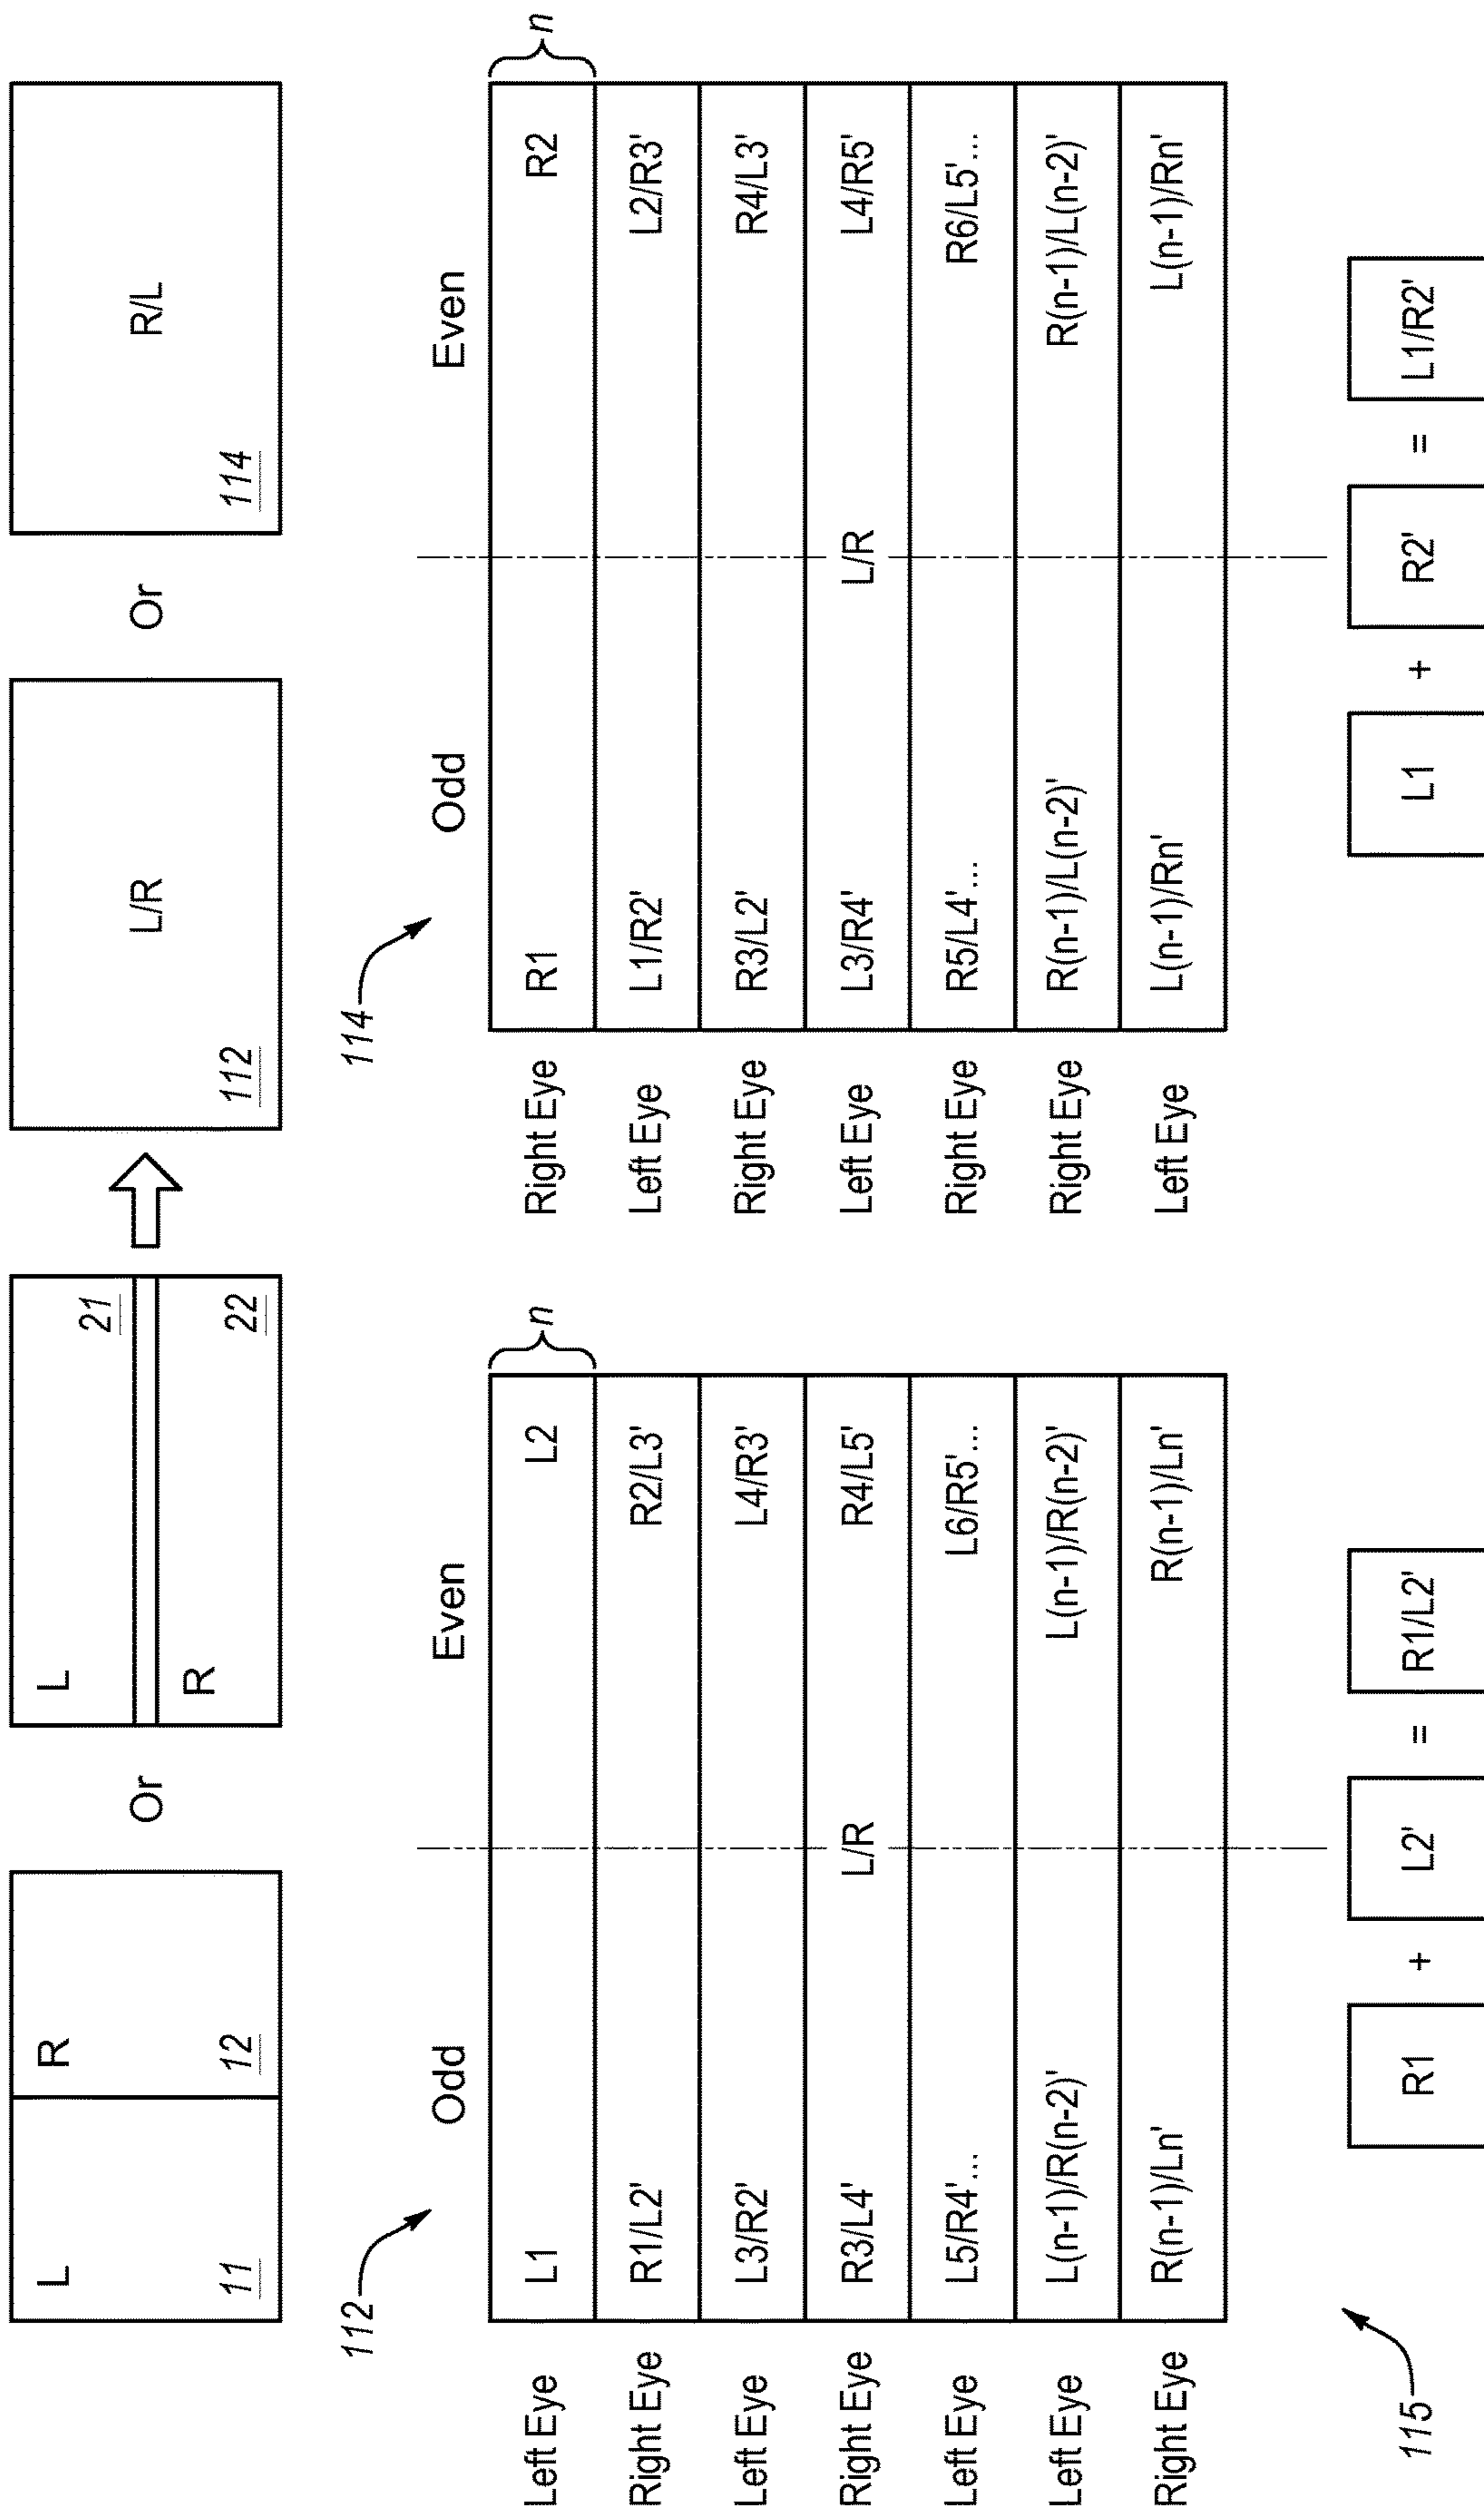 L R Or L 21 L/R Or R/L
11 12 R 22 112 114
112 114
Odd Even Odd Even
Left Eye L1 L2 n Right Eye R1 R2 n
Right Eye R1/L2' R2/L3' Left Eye L1/R2' L2/R3'
Left Eye L3/R2' L4/R3' Right Eye R3/L2' R4/L3'
Right Eye R3/L4' L/R R4/L5' Left Eye L3/R4' L/R L4/R5'
Left Eye L5/R4'... L6/R5'... Right Eye R5/L4'... R6/L5'...
Left Eye L(n-1)/R(n-2)' L(n-1)/R(n-2)' Right Eye R(n-1)/L(n-2)' R(n-1)/L(n-2)'
Right Eye R(n-1)/Ln' R(n-1)/Ln' Left Eye L(n-1)/Rn' L(n-1)/Rn'
115 R1 + L2' = R1/L2' L1 + R2' = L1/R2'